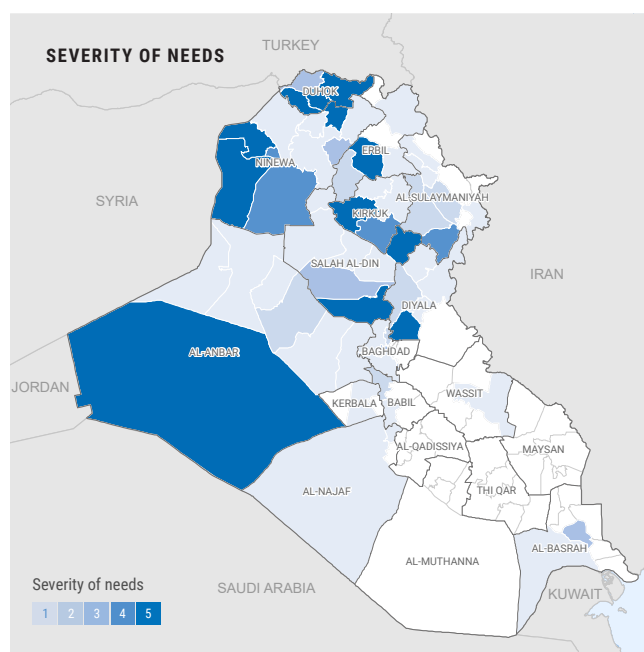 TURKEY
SEVERITY OF NEEDS
DUHOK
ERBIL
NINEWA
AL-SULAYMANIYAH
SYRIA
KIRKUK
SALAH AL-DIN
IRAN
DIYALA
AL-ANBAR
BAGHDAD
JORDAN
WASSIT
KERBALA
BABIL
AL-QADISSIYA
MAYSAN
AL-NAJAF
THI QAR
AL-BASRAH
AL-MUTHANNA
Severity of needs
SAUDI ARABIA
KUWAIT
1 2 3 4 5